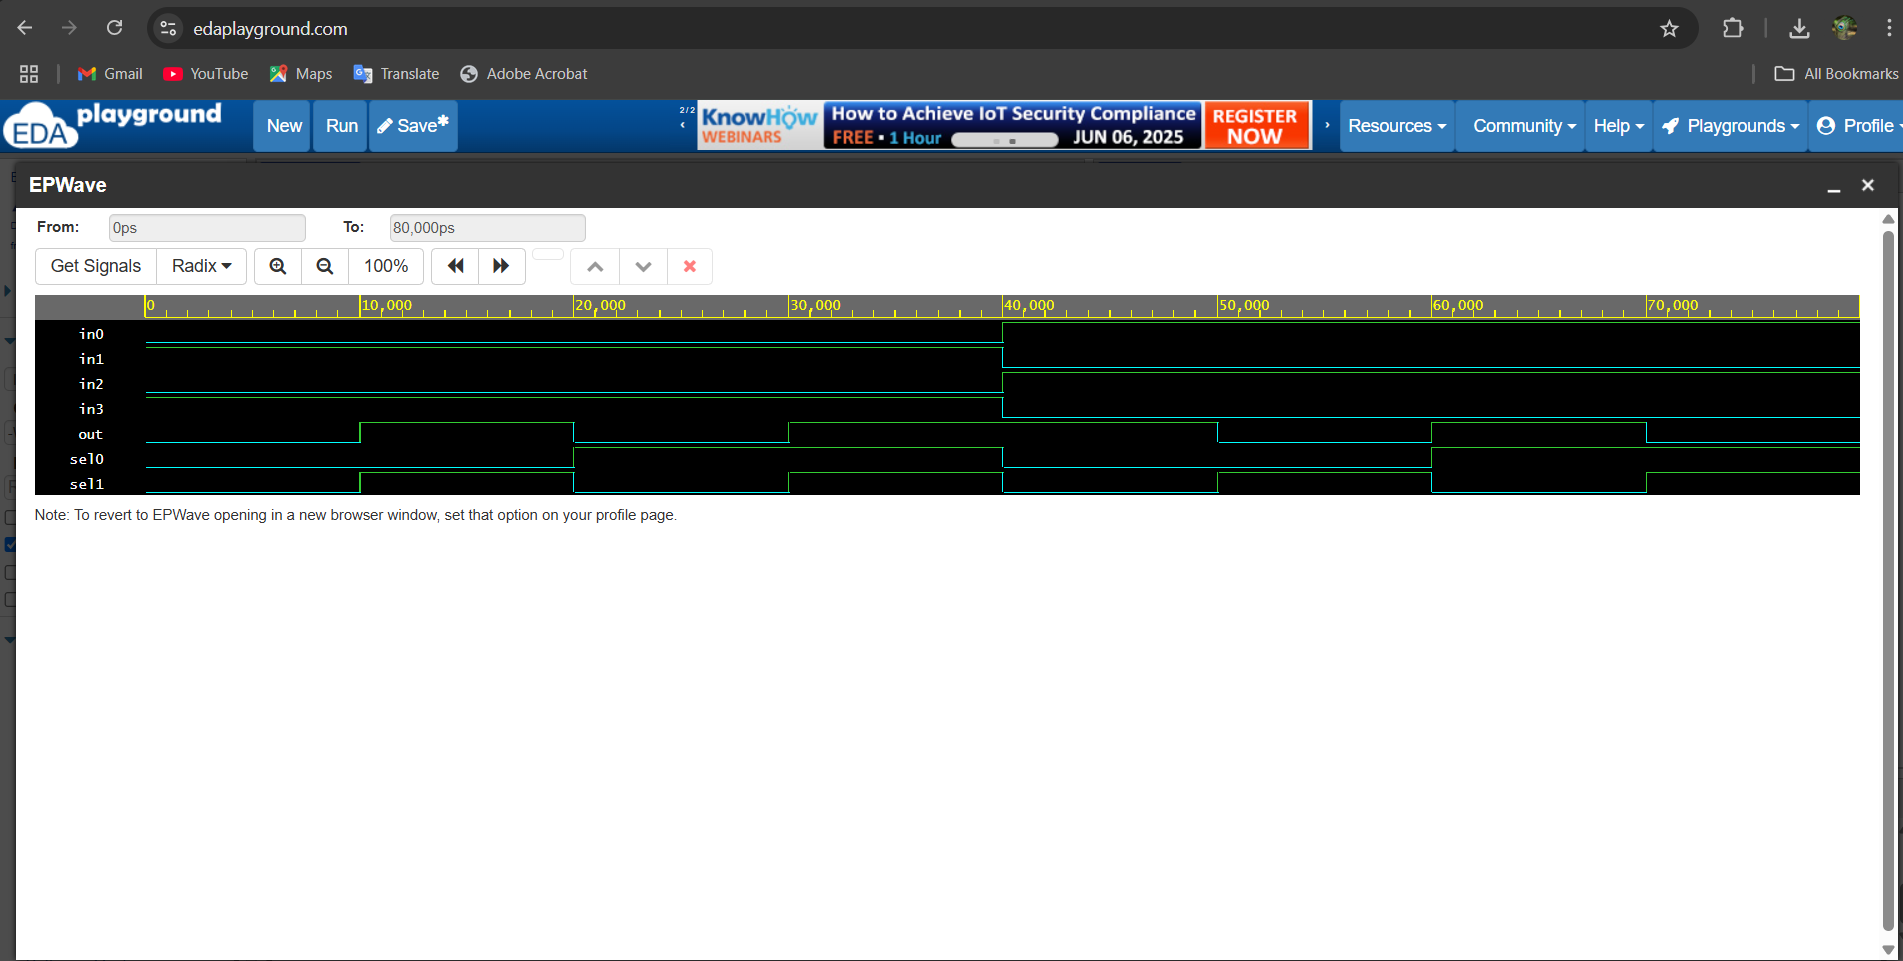 edaplayground.com
Gmail YouTube Maps Translate Adobe Acrobat All Bookmarks
EDA playground New Run Save* 2/2 ‹ KnowHow WEBINARS How to Achieve IoT Security Compliance FREE • 1 Hour JUN 06, 2025 REGISTER NOW › Resources Community Help Playgrounds Profile
EPWave
From: 0ps To: 80,000ps
Get Signals Radix 100%
0 10,000 20,000 30,000 40,000 50,000 60,000 70,000
in0
in1
in2
in3
out
sel0
sel1
Note: To revert to EPWave opening in a new browser window, set that option on your profile page.